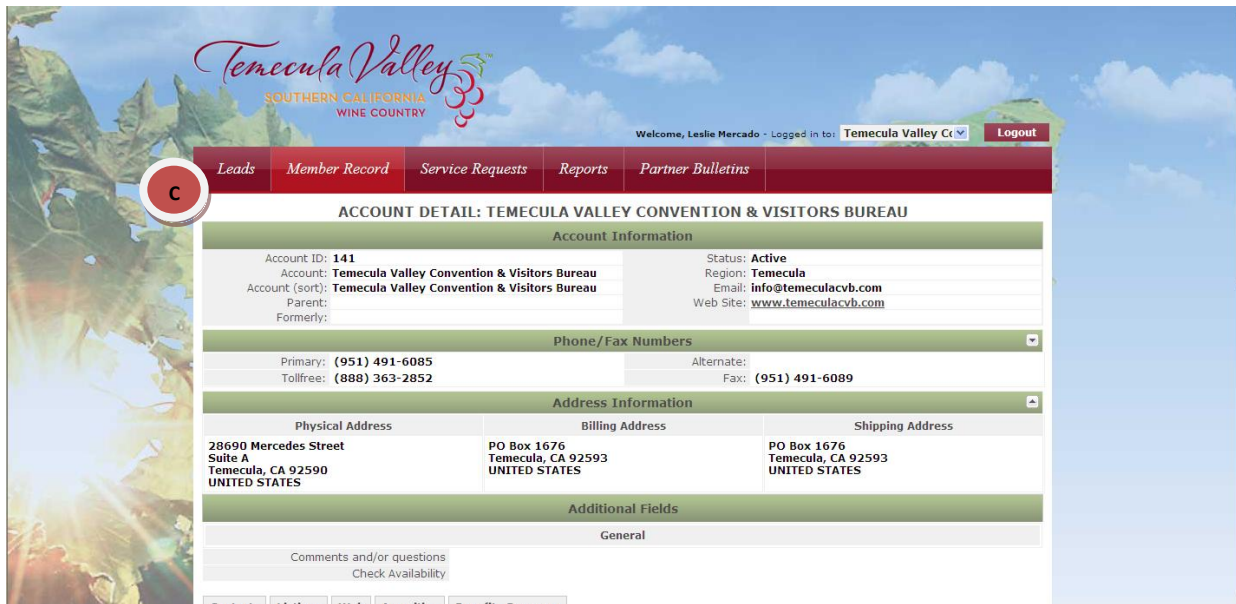 Temecula Valley™
SOUTHERN CALIFORNIA
WINE COUNTRY
Welcome, Leslie Mercado - Logged in to: Temecula Valley Co Logout
Leads Member Record Service Requests Reports Partner Bulletins
C
ACCOUNT DETAIL: TEMECULA VALLEY CONVENTION & VISITORS BUREAU
Account Information
Account ID: 141 Status: Active
Account: Temecula Valley Convention & Visitors Bureau Region: Temecula
Account (sort): Temecula Valley Convention & Visitors Bureau Email: info@temeculacvb.com
Parent: Web Site: www.temeculacvb.com
Formerly:
Phone/Fax Numbers
Primary: (951) 491-6085 Alternate:
Tollfree: (888) 363-2852 Fax: (951) 491-6089
Address Information
Physical Address Billing Address Shipping Address
28690 Mercedes Street PO Box 1676 PO Box 1676
Suite A Temecula, CA 92593 Temecula, CA 92593
Temecula, CA 92590 UNITED STATES UNITED STATES
UNITED STATES
Additional Fields
General
Comments and/or questions
Check Availability